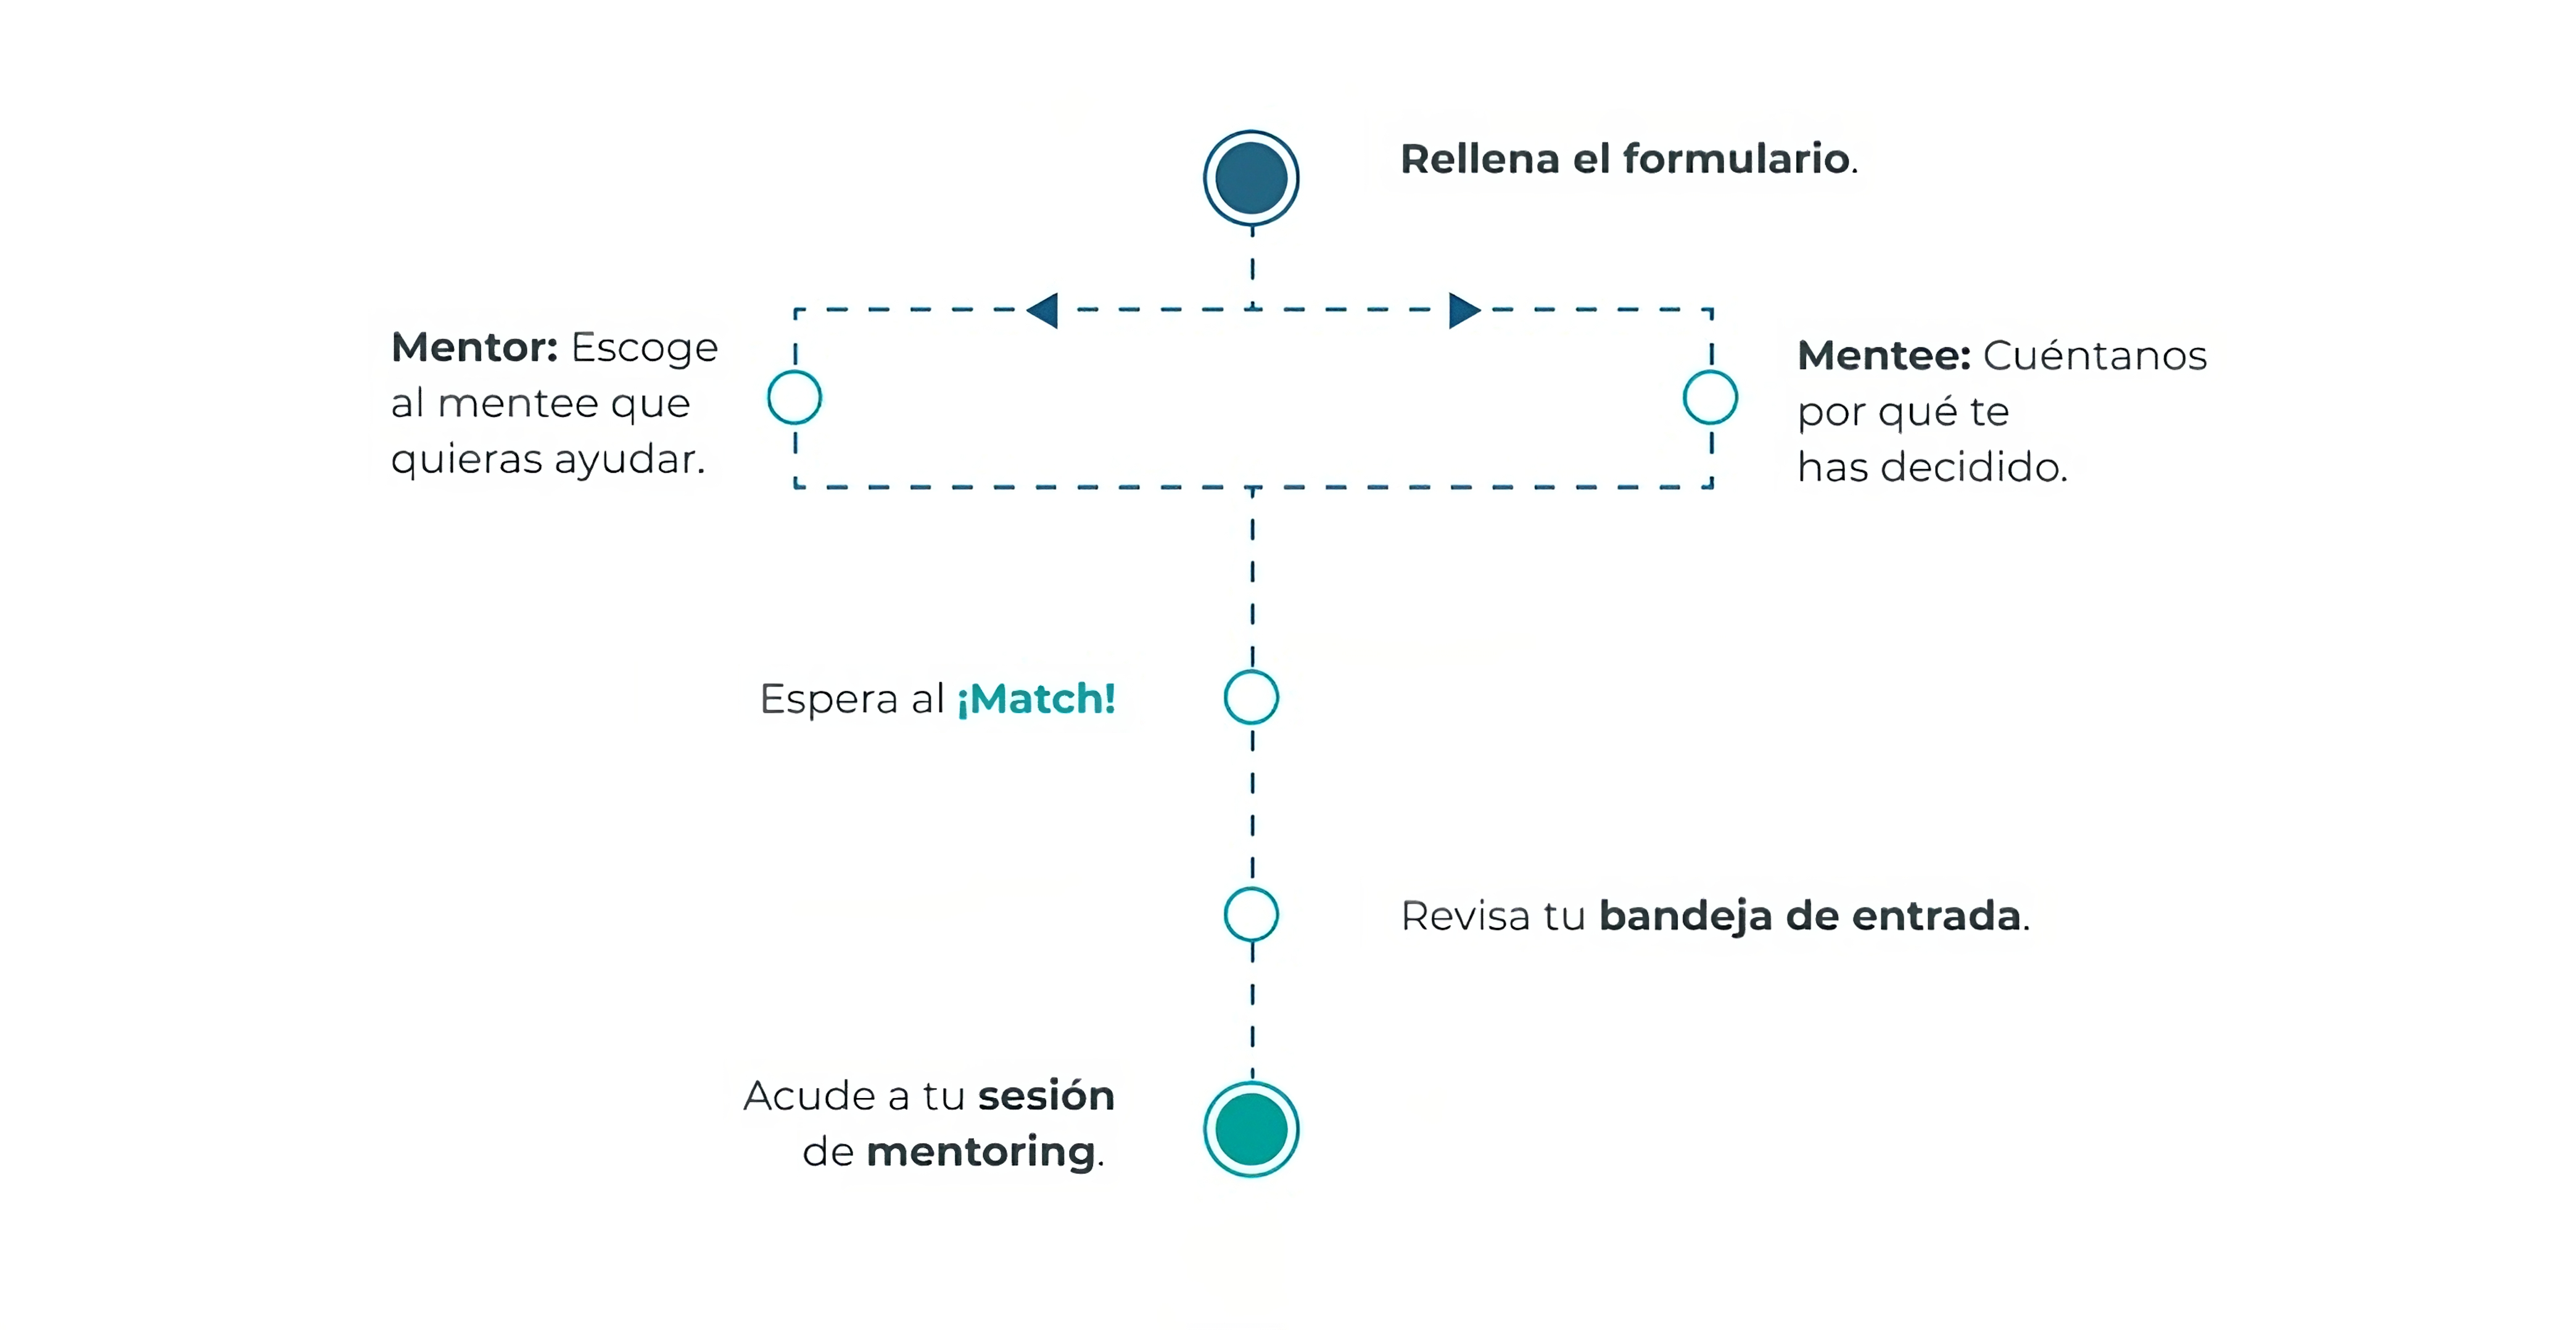 Rellena el formulario.
Mentor: Escoge
al mentee que
quieras ayudar.
Mentee: Cuéntanos
por qué te
has decidido.
Espera al ¡Match!
Revisa tu bandeja de entrada.
Acude a tu sesión
de mentoring.